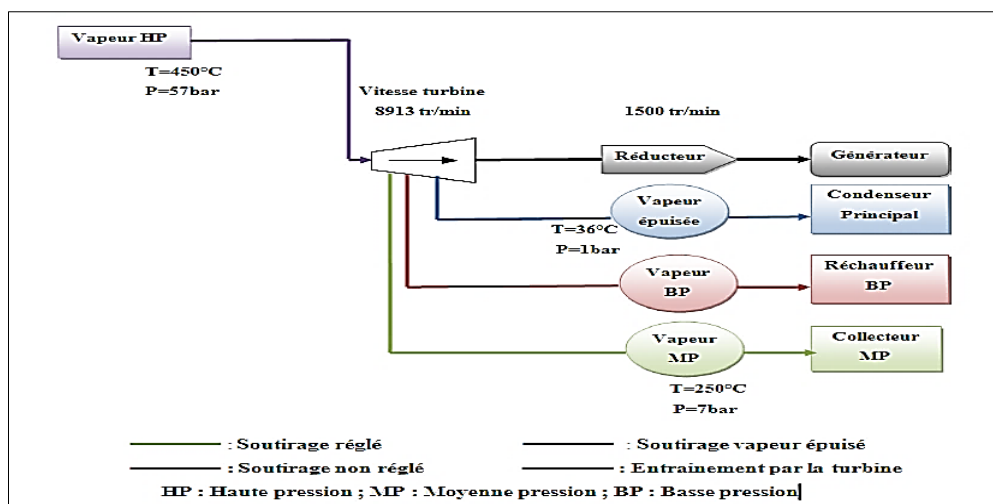 Vapeur HP
T=450°C
P=57bar
Vitesse turbine
8913 tr/min
1500 tr/min
Réducteur
Générateur
Vapeur
épuisée
Condenseur
Principal
T=36°C
P=1bar
Vapeur
BP
Réchauffeur
BP
Vapeur
MP
Collecteur
MP
T=250°C
P=7bar
: Soutirage réglé
: Soutirage vapeur épuisé
: Soutirage non réglé
: Entrainement par la turbine
HP : Haute pression ; MP : Moyenne pression ; BP : Basse pression